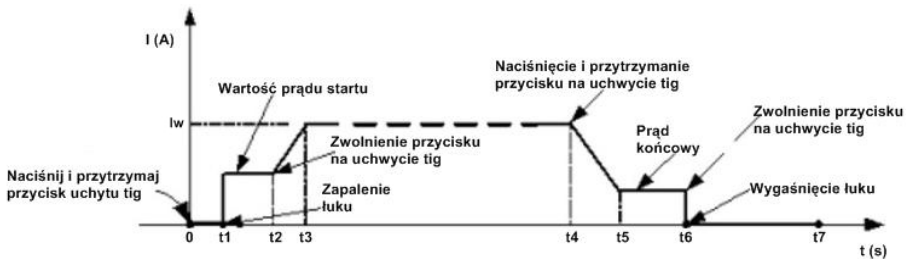 I (A)
Wartość prądu startu
Naciśnięcie i przytrzymanie
przycisku na uchwycie tig
Iw
Zwolnienie przycisku
na uchwycie tig
Prąd
końcowy
Zwolnienie przycisku
na uchwycie tig
Naciśnij i przytrzymaj
przycisk uchytu tig
Zapalenie
łuku
Wygaśnięcie łuku
0 t1 t2 t3 t4 t5 t6 t7
t (s)